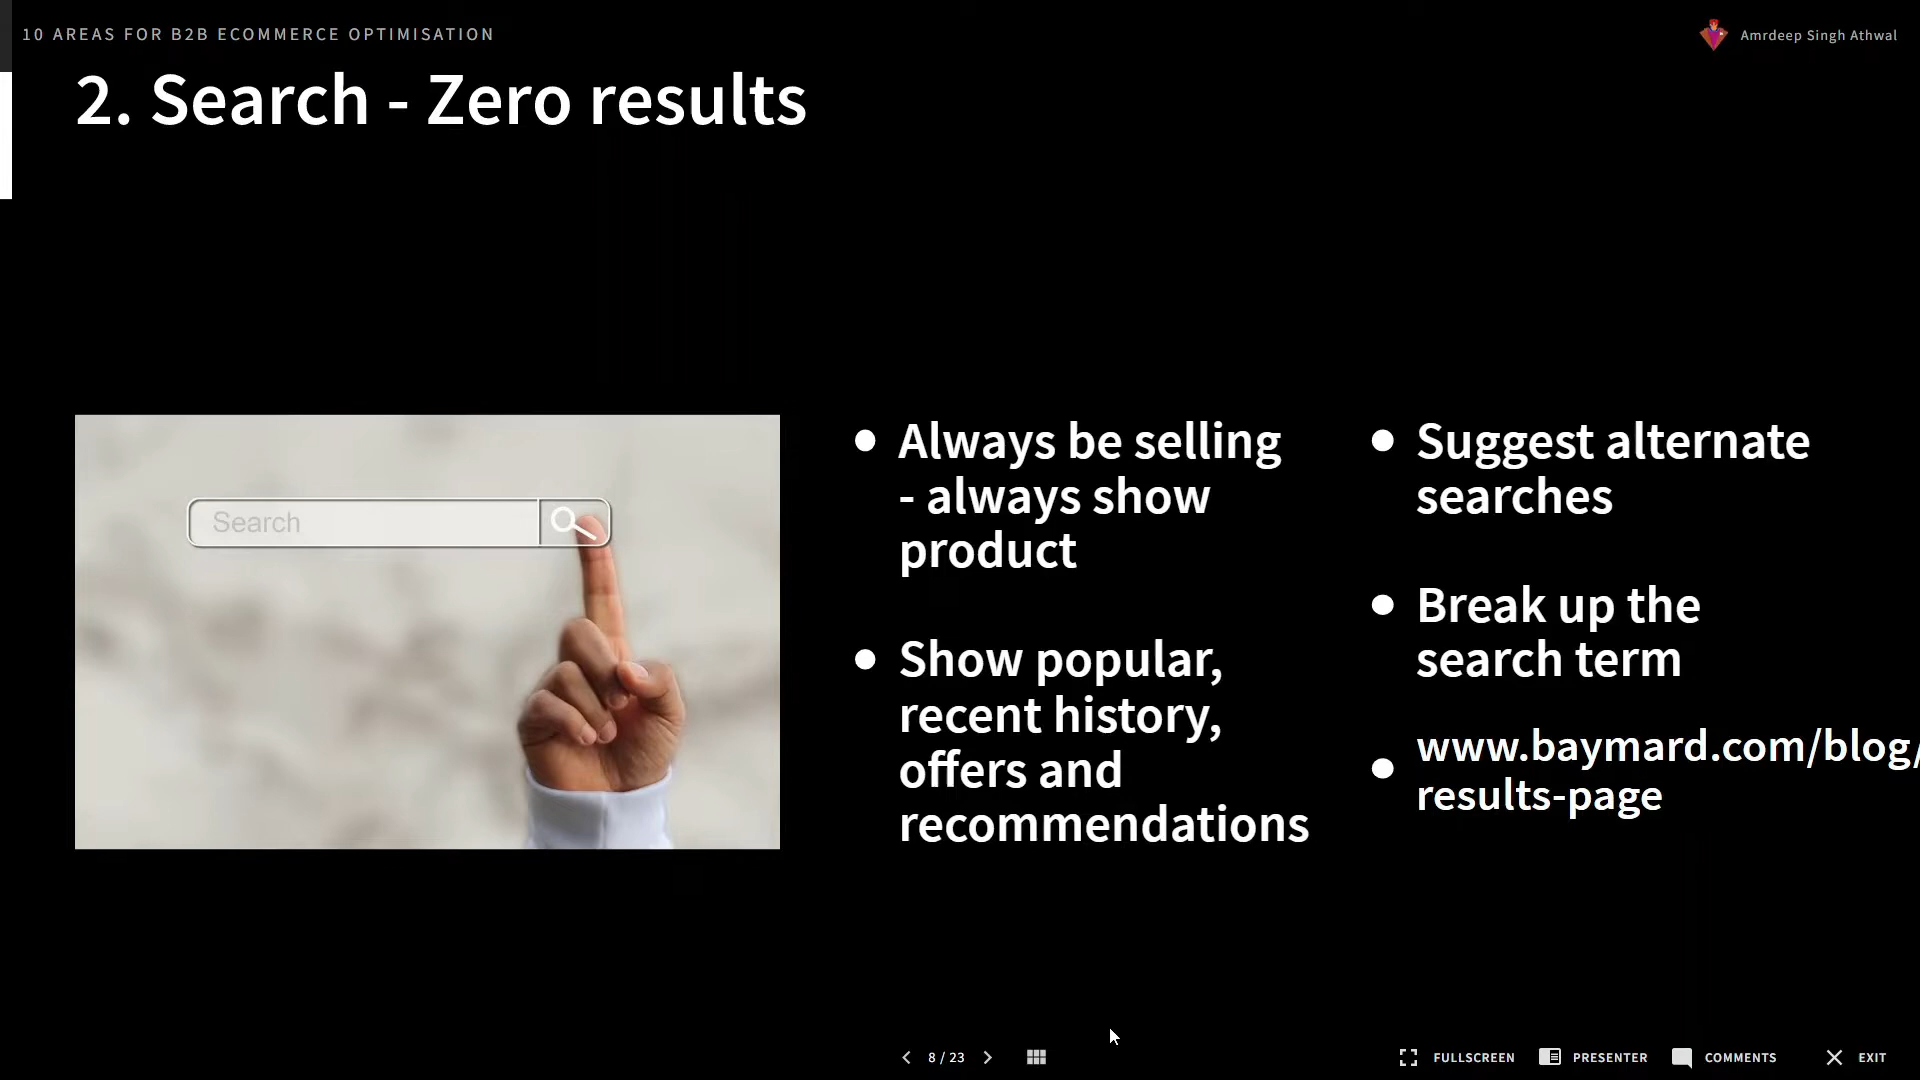 10 AREAS FOR B2B ECOMMERCE OPTIMISATION
Amrdeep Singh Athwal
2. Search - Zero results
Search
Always be selling
- always show
product
Show popular,
recent history,
offers and
recommendations
Suggest alternate
searches
Break up the
search term
www.baymard.com/blog/
results-page
8 / 23
FULLSCREEN
PRESENTER
COMMENTS
EXIT